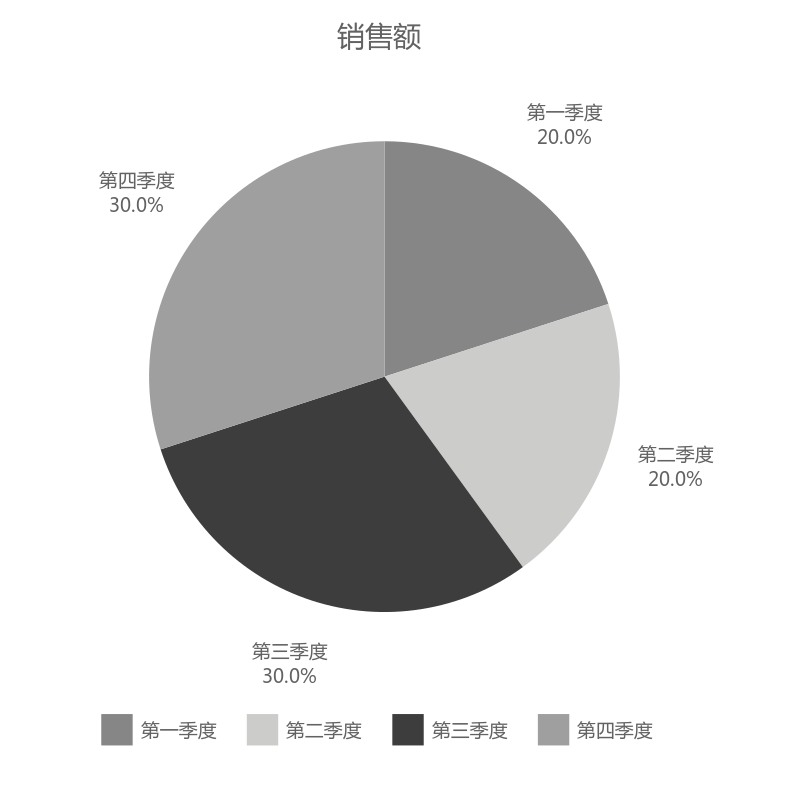 销售额
第一季度
20.0%
第四季度
30.0%
第二季度
20.0%
第三季度
30.0%
第一季度 第二季度 第三季度 第四季度